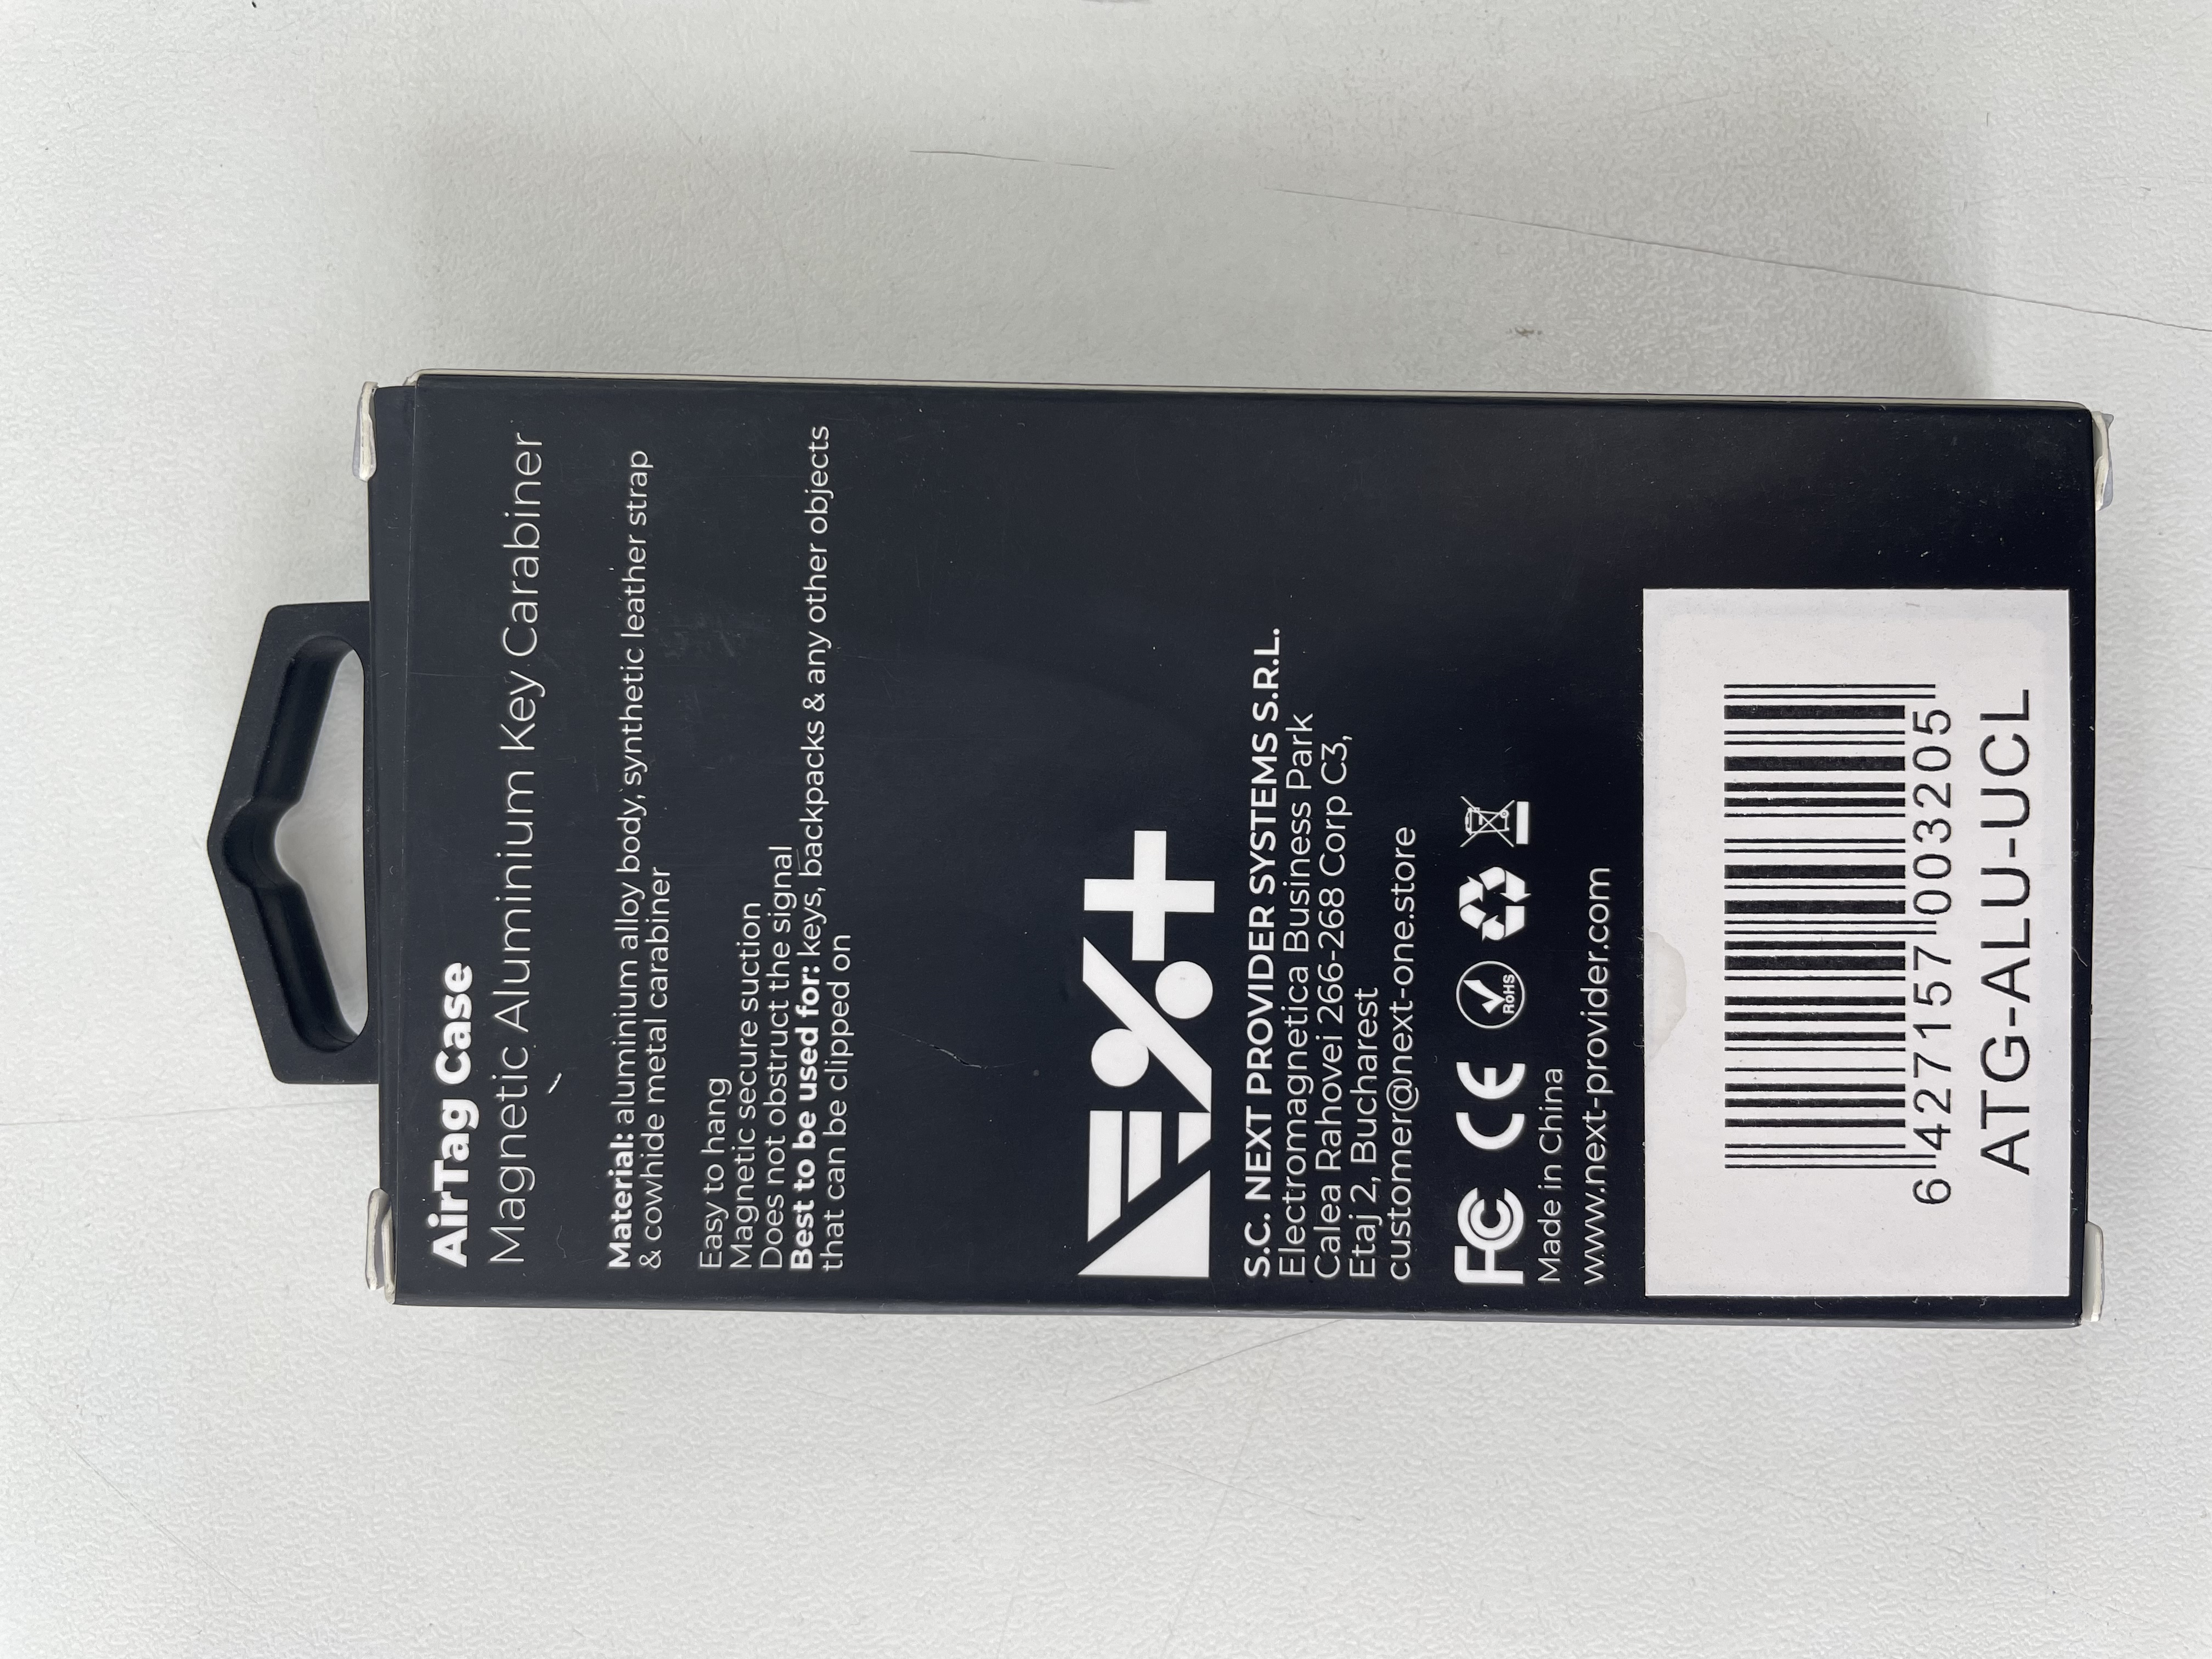 AirTag Case
Magnetic Aluminium Key Carabiner
Material: aluminium alloy body, synthetic leather strap
& cowhide metal carabiner
Easy to hang
Magnetic secure suction
Does not obstruct the signal
Best to be used for: keys, backpacks & any other objects
that can be clipped on
S.C. NEXT PROVIDER SYSTEMS S.R.L.
Electromagnetica Business Park
Calea Rahovei 266-268 Corp C3,
Etaj 2, Bucharest
customer@next-one.store
FC CE RoHS
Made in China
www.next-provider.com
6 427157 003205
ATG-ALU-UCL